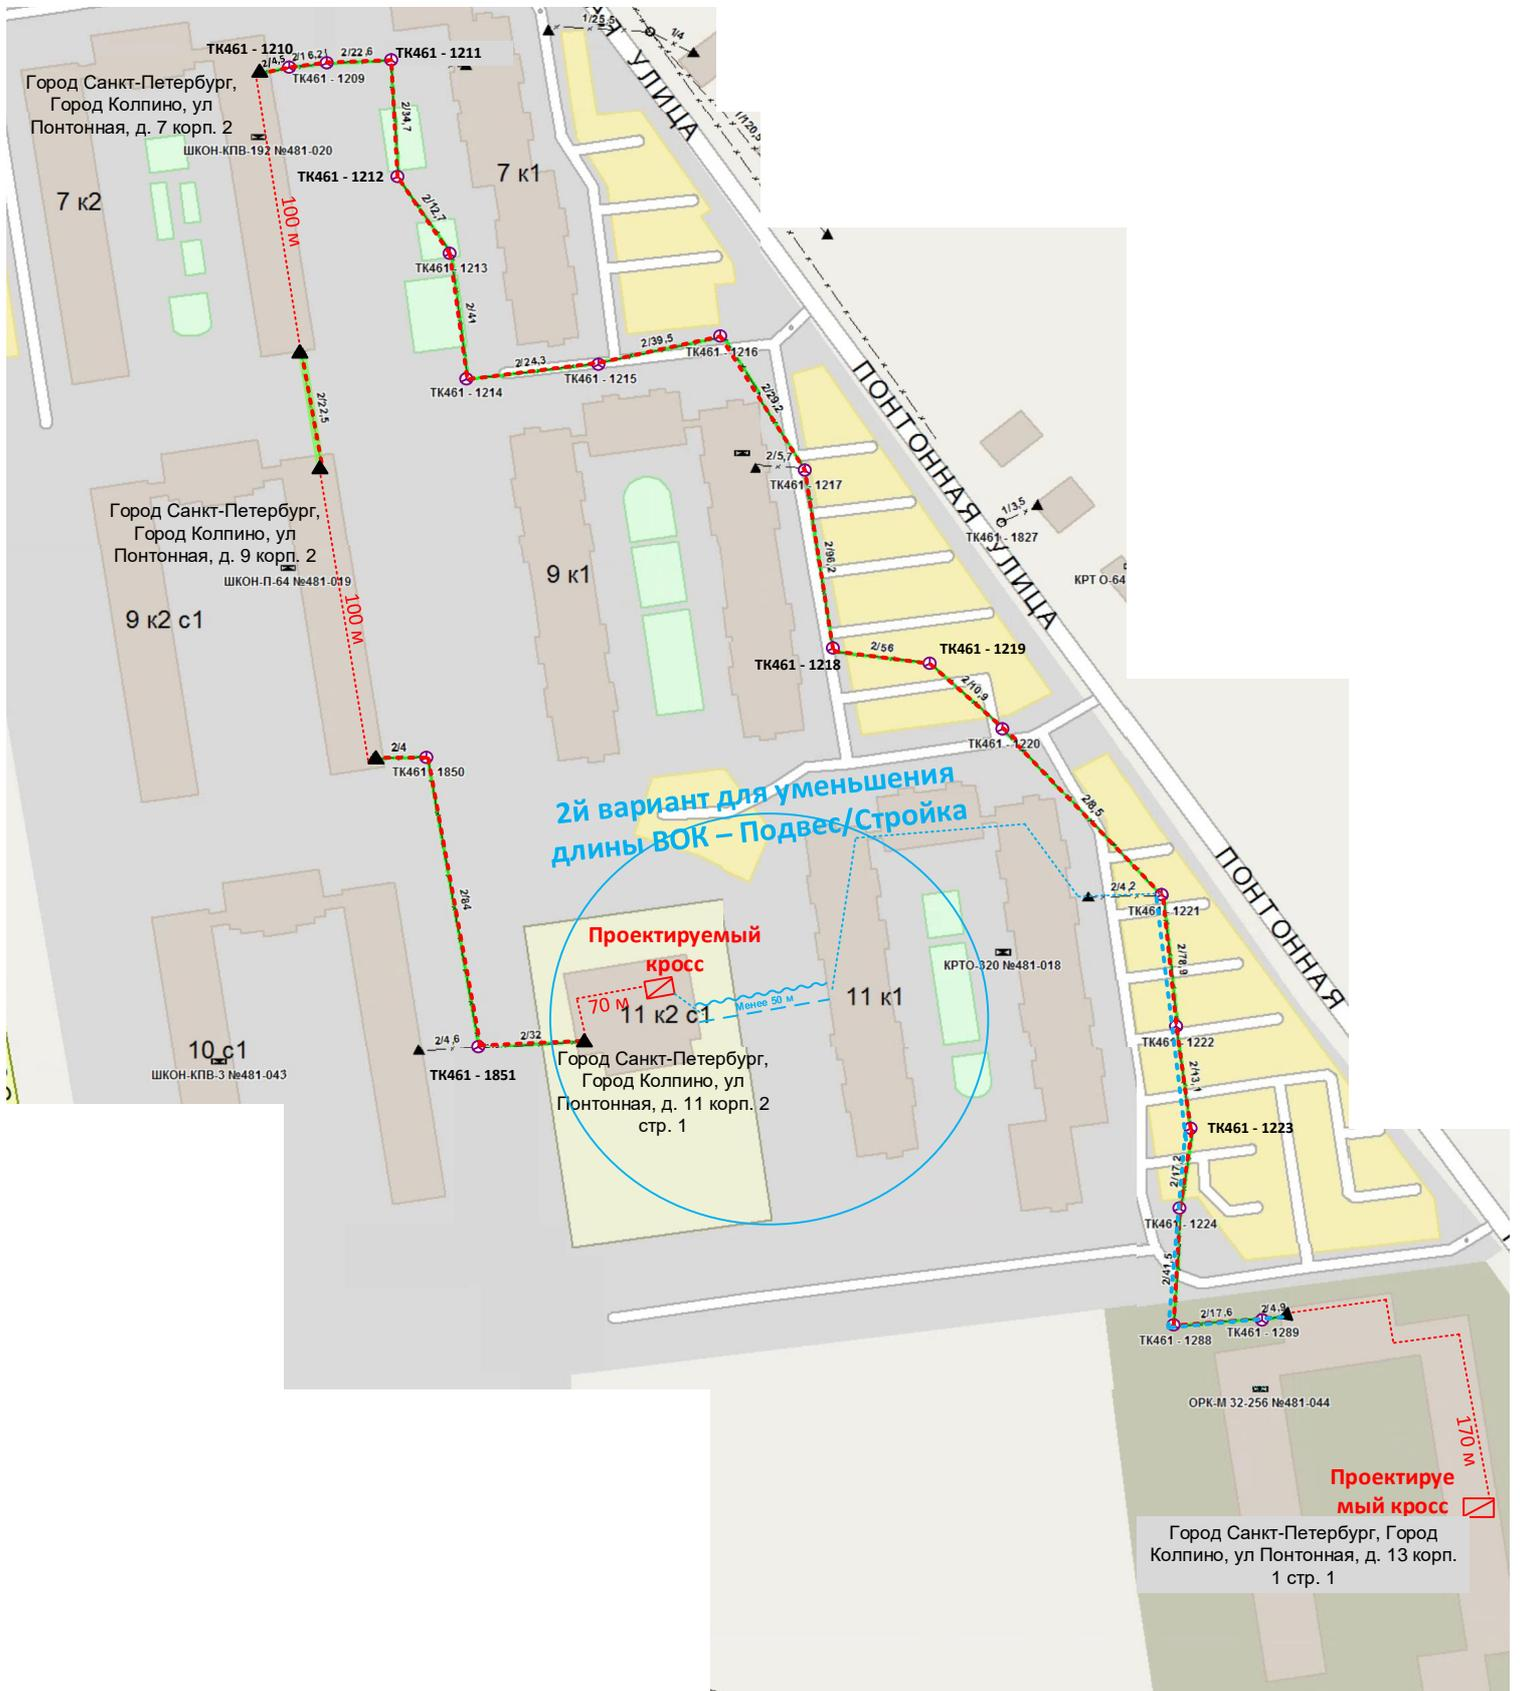 УЛИЦА
1/25,5
1/4
1/120,5
ТК461 - 1210
2/4,5
2/16,2
2/22,6
ТК461 - 1211
ТК461 - 1209
Город Санкт-Петербург,
Город Колпино, ул
Понтонная, д. 7 корп. 2
ШКОН-КПВ-192 №481-020
2/34,7
ТК461 - 1212
7 к1
7 к2
100 м
2/12,7
ТК461 - 1213
2/41
2/24,3
2/39,5
ТК461 - 1216
ТК461 - 1214
ТК461 - 1215
2/22,5
2/29,2
ПОНТОННАЯ УЛИЦА
2/5,7
ТК461 - 1217
1/3,5
ТК461 - 1827
Город Санкт-Петербург,
Город Колпино, ул
Понтонная, д. 9 корп. 2
ШКОН-П-64 №481-019
2/96,2
9 к1
КРТ О-64
9 к2 с1
100 м
2/56
ТК461 - 1219
ТК461 - 1218
2/10,9
ТК461 - 1220
2/4
ТК461 - 1850
2й вариант для уменьшения
длины ВОК – Подвес/Стройка
2/8,5
ПОНТОННАЯ
2/84
2/4,2
ТК461 - 1221
Проектируемый
кросс
2/78,9
КРТО-320 №481-018
70 м
11 к2 с1
Менее 50 м
11 к1
ТК461 - 1222
2/4,6
2/32
10 с1
ШКОН-КПВ-3 №481-043
ТК461 - 1851
Город Санкт-Петербург,
Город Колпино, ул
Понтонная, д. 11 корп. 2
стр. 1
2/13,1
ТК461 - 1223
2/17,2
ТК461 - 1224
2/41,5
2/17,6
2/4,9
ТК461 - 1289
ТК461 - 1288
ОРК-М 32-256 №481-044
170 м
Проектируе
мый кросс
Город Санкт-Петербург, Город
Колпино, ул Понтонная, д. 13 корп.
1 стр. 1